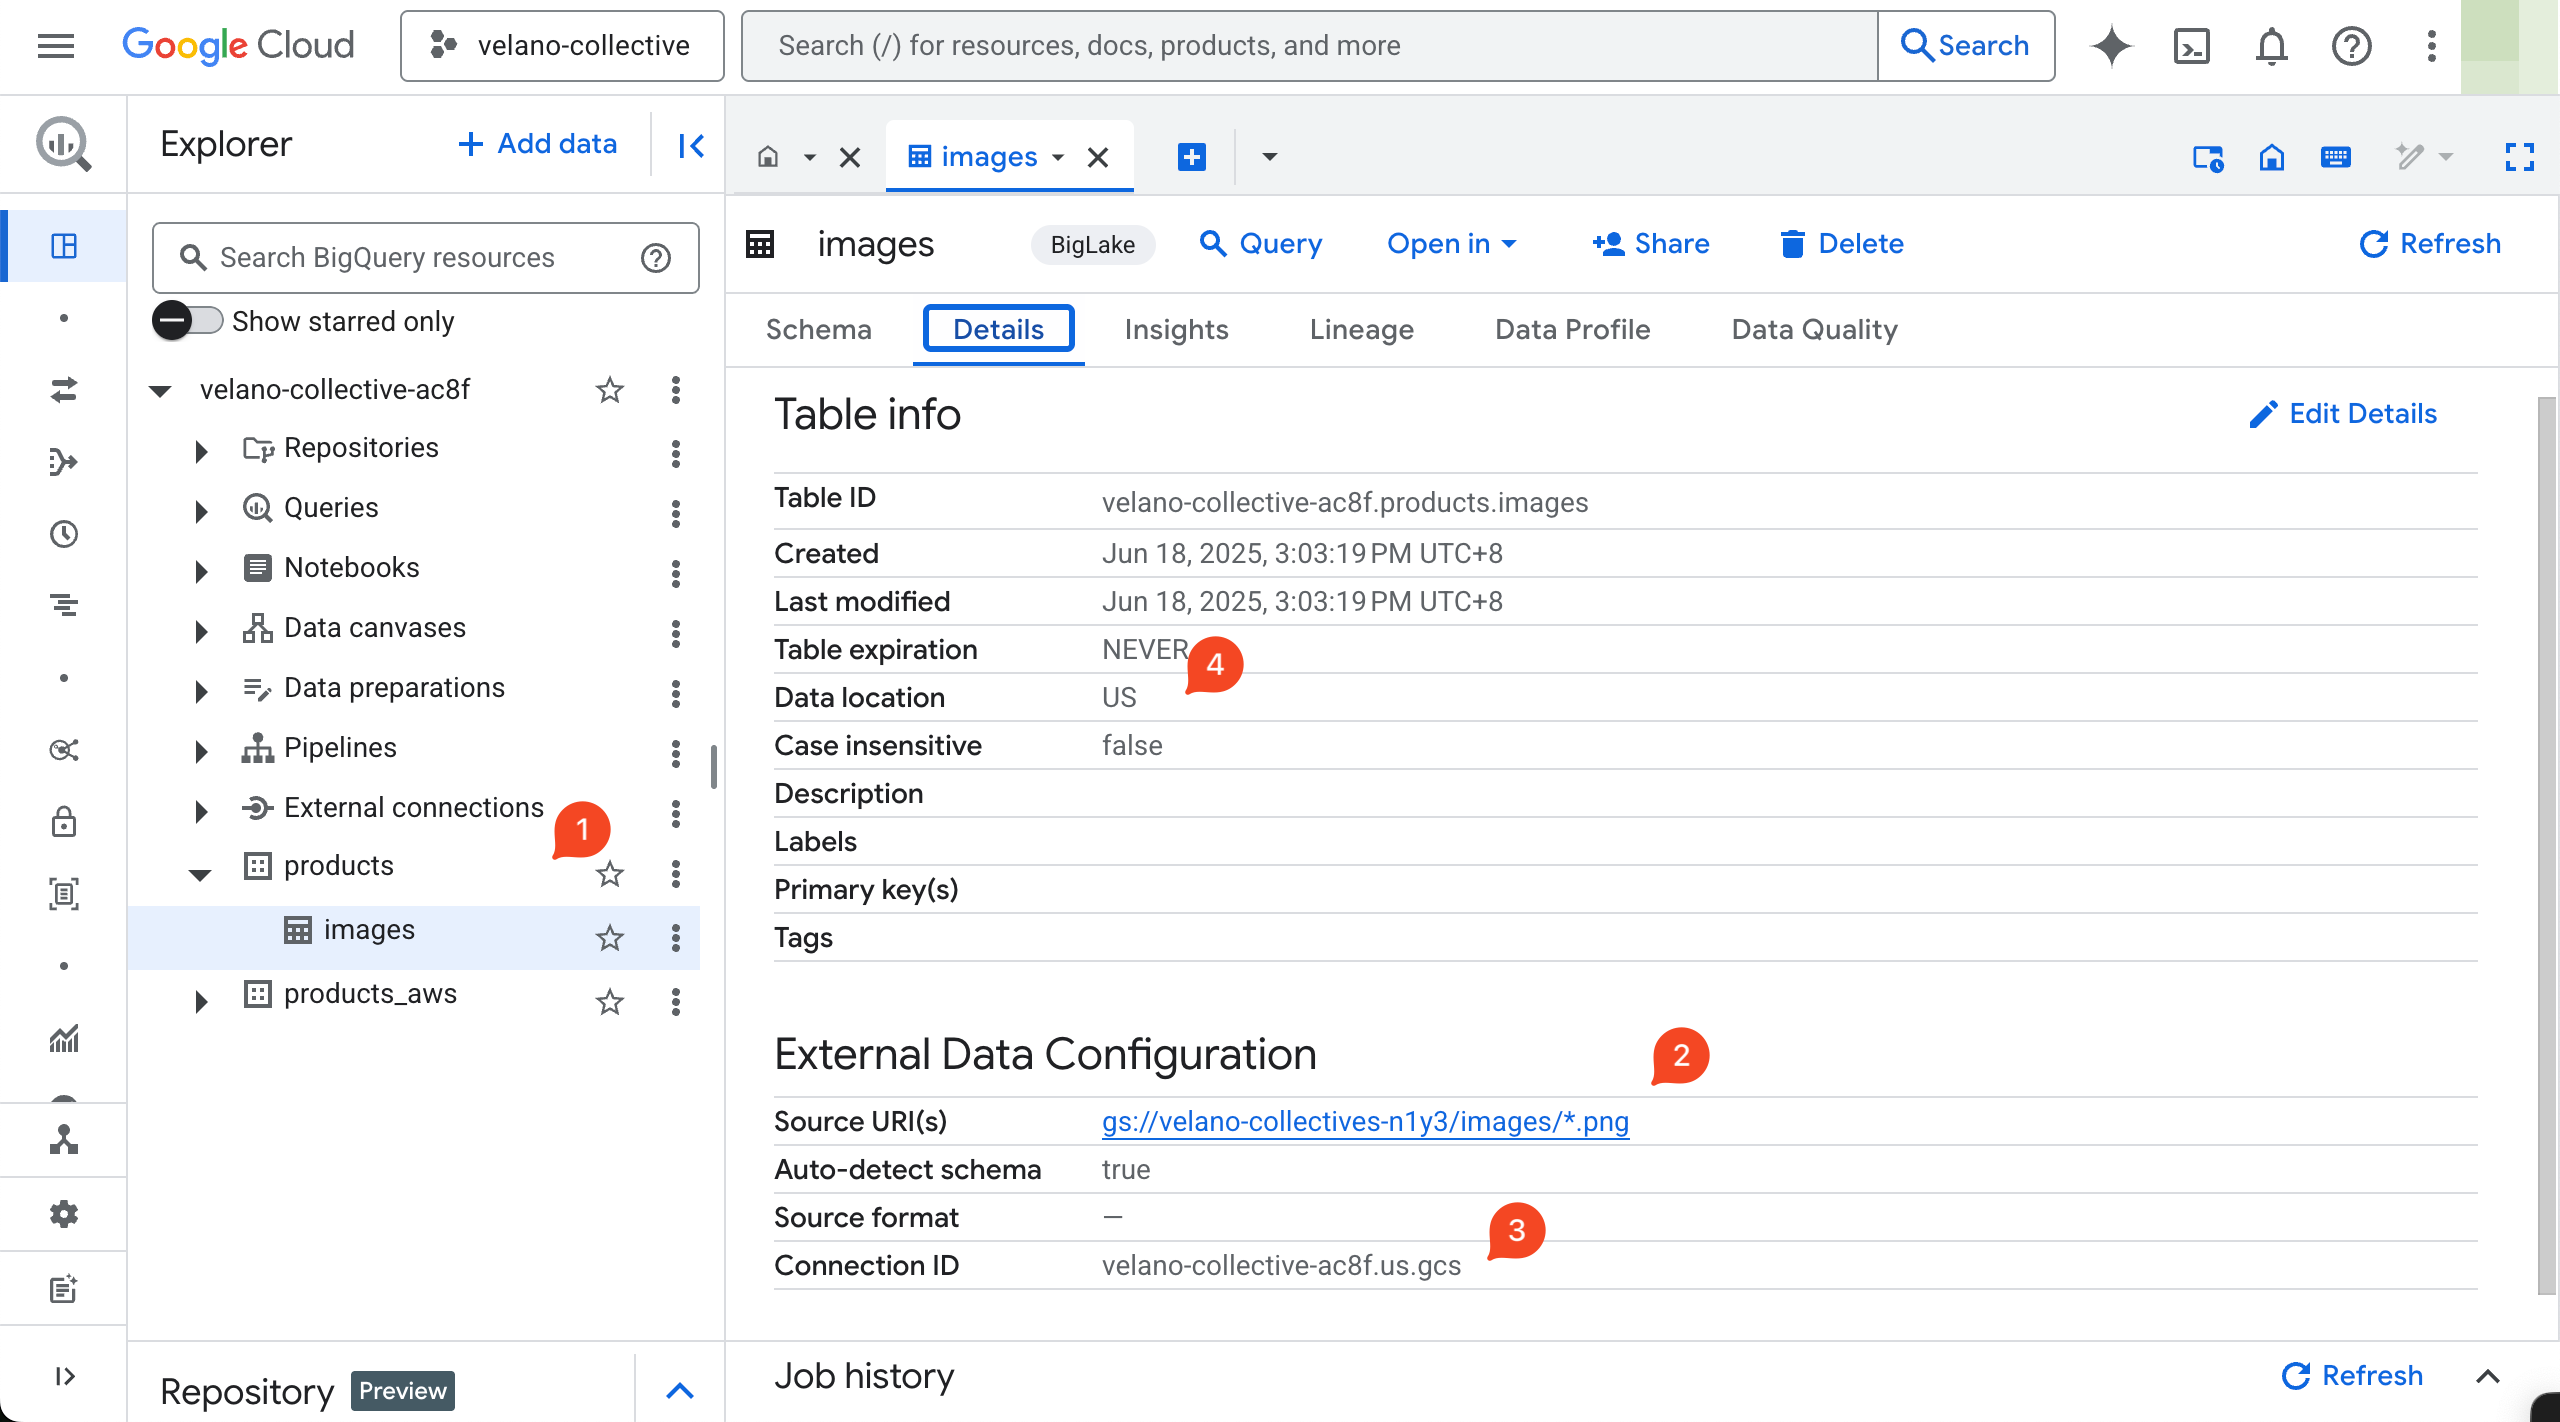 Google Cloud
velano-collective
Search (/) for resources, docs, products, and more
Search
Explorer
Add data
images
Search BigQuery resources
Show starred only
velano-collective-ac8f
Repositories
Queries
Notebooks
Data canvases
Data preparations
Pipelines
External connections
1
products
images
products_aws
Repository Preview
images
BigLake
Query
Open in
Share
Delete
Refresh
Schema
Details
Insights
Lineage
Data Profile
Data Quality
Table info
Edit Details
Table ID velano-collective-ac8f.products.images
Created Jun 18, 2025, 3:03:19 PM UTC+8
Last modified Jun 18, 2025, 3:03:19 PM UTC+8
Table expiration NEVER
4
Data location US
Case insensitive false
Description
Labels
Primary key(s)
Tags
External Data Configuration
2
Source URI(s) gs://velano-collectives-n1y3/images/*.png
Auto-detect schema true
Source format —
3
Connection ID velano-collective-ac8f.us.gcs
Job history
Refresh